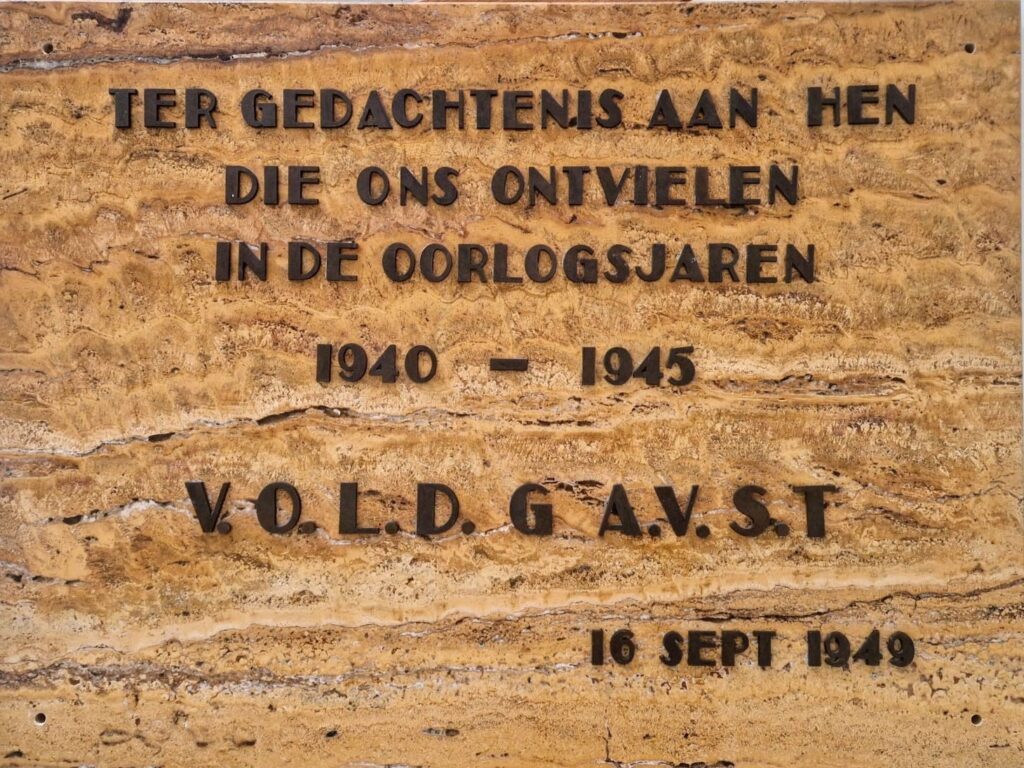 TER GEDACHTENIS AAN HEN
DIE ONS ONTVIELEN
IN DE OORLOGSJAREN
1940 - 1945
V.O.L.D.G A.V.S.T
16 SEPT 1949